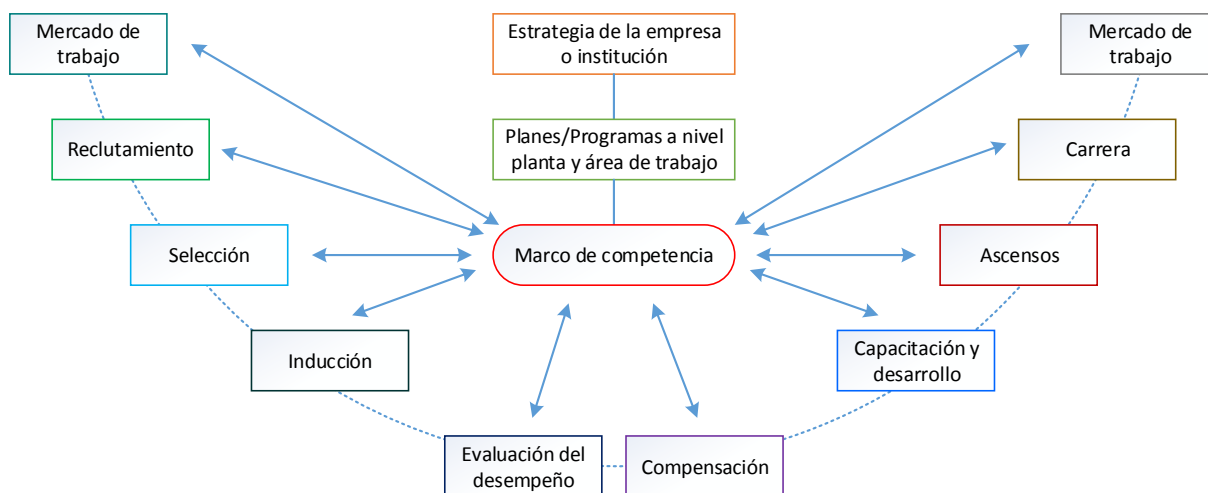 Mercado de
trabajo
Estrategia de la empresa
o institución
Mercado de
trabajo
Reclutamiento
Planes/Programas a nivel
planta y área de trabajo
Carrera
Selección
Marco de competencia
Ascensos
Inducción
Capacitación y
desarrollo
Evaluación del
desempeño
Compensación